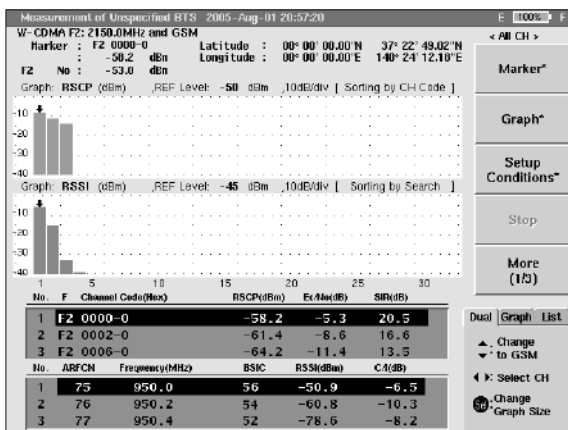 Measurement of Unspecified BTS 2005-Aug-01 20:57:20 E 100% F
W-CDMA F2: 2150.0MHz and GSM
Marker : F2 0000-0 Latitude : 00° 00' 00.00"N 37° 22' 49.02"N
: -58.2 dBm Longitude : 00° 00' 00.00"E 140° 24' 12.18"E
F2 No : -53.0 dBm
Graph: RSCP (dBm) ,REF Level: -50 dBm ,10dB/div [ Sorting by CH Code ]
-10
-20
-30
-40
Graph: RSSI (dBm) ,REF Level: -45 dBm ,10dB/div [ Sorting by Search ]
-10
-20
-30
-40
1 5 10 15 20 25 30
No. F Channel Code(Hex) RSCP(dBm) Ec/No(dB) SIR(dB)
1 F2 0000-0 -58.2 -5.3 20.5
2 F2 0002-0 -61.4 -8.6 16.6
3 F2 0006-0 -64.2 -11.4 13.5
No. ARFCN Frequency(MHz) BSIC RSSI(dBm) C/I(dB)
1 75 950.0 56 -50.9 -6.5
2 76 950.2 54 -60.8 -10.3
3 77 950.4 52 -78.6 -8.2
< All CH >
Marker*
Graph*
Setup
Conditions*
Stop
More
(1/3)
Dual Graph List
Change
to GSM
: Select CH
Set :Change
Graph Size